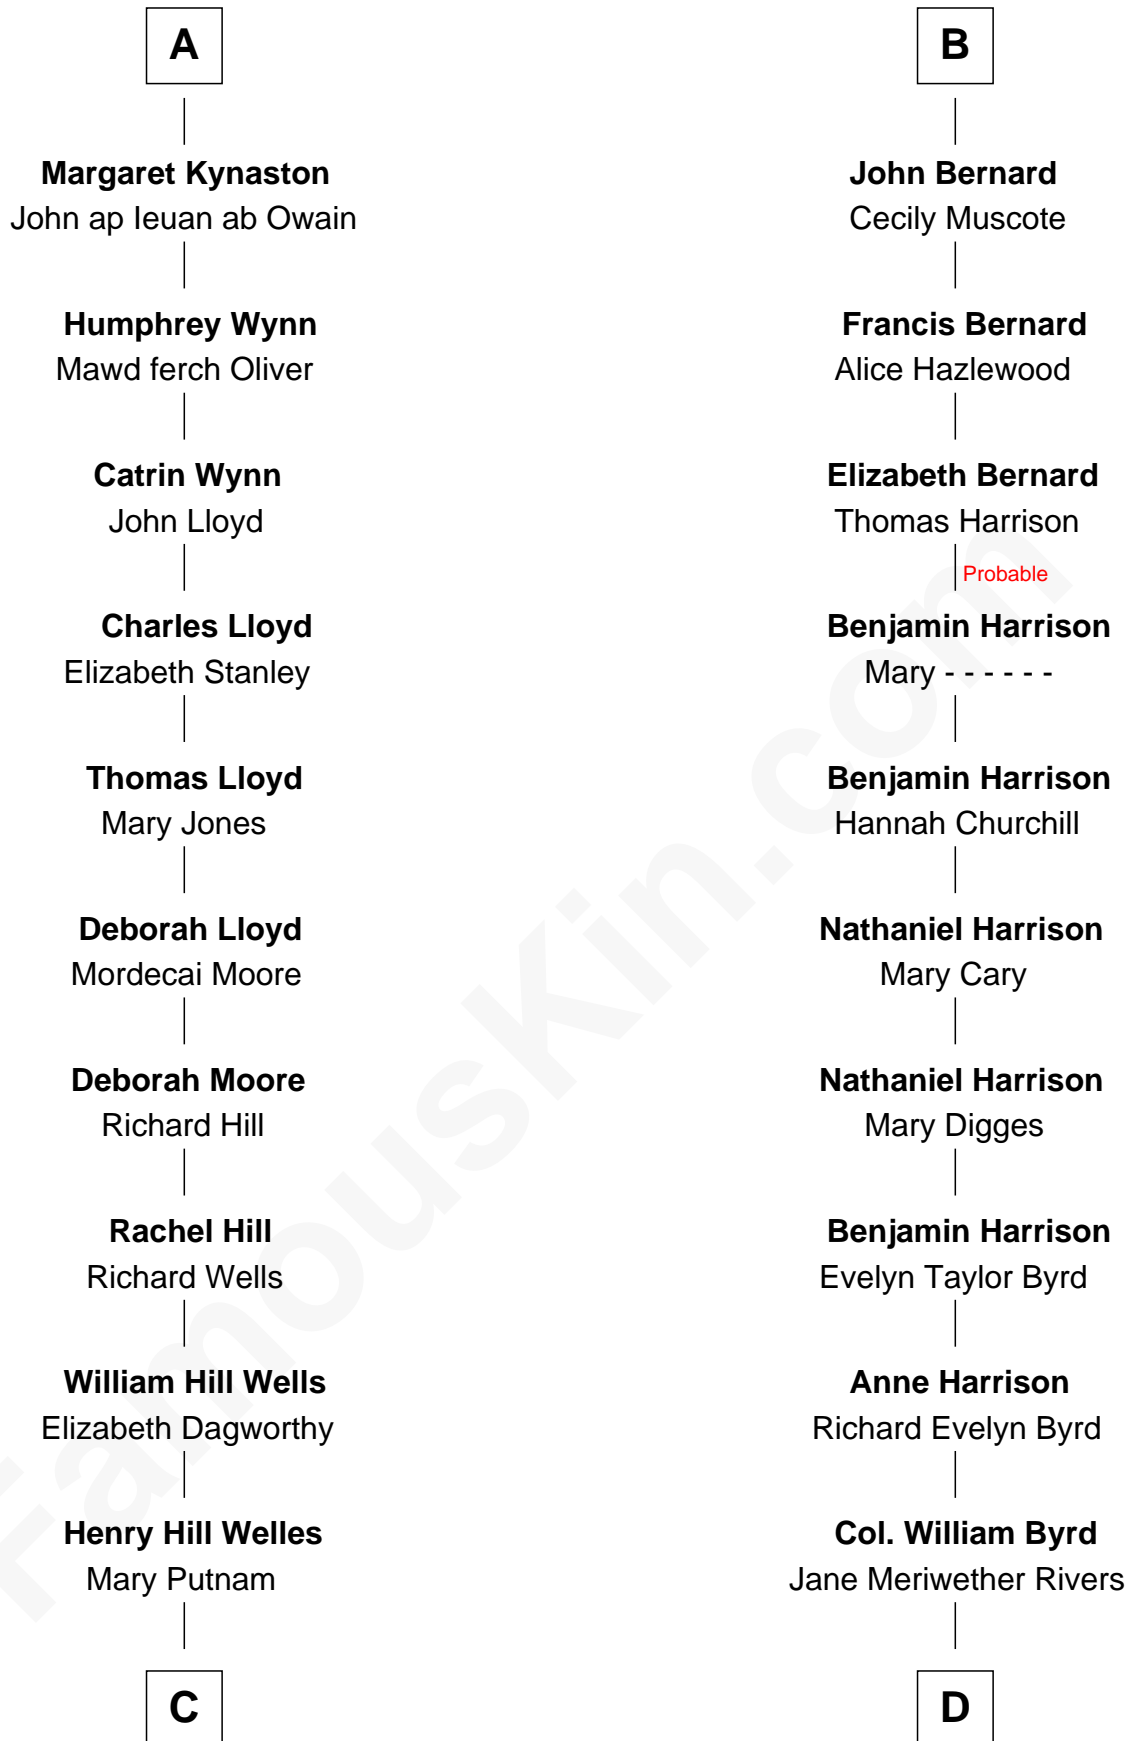 A
Margaret Kynaston
John ap Ieuan ab Owain
Humphrey Wynn
Mawd ferch Oliver
Catrin Wynn
John Lloyd
Charles Lloyd
Elizabeth Stanley
Thomas Lloyd
Mary Jones
Deborah Lloyd
Mordecai Moore
Deborah Moore
Richard Hill
Rachel Hill
Richard Wells
William Hill Wells
Elizabeth Dagworthy
Henry Hill Welles
Mary Putnam
C
B
John Bernard
Cecily Muscote
Francis Bernard
Alice Hazlewood
Elizabeth Bernard
Thomas Harrison
Probable
Benjamin Harrison
Mary - - - - - -
Benjamin Harrison
Hannah Churchill
Nathaniel Harrison
Mary Cary
Nathaniel Harrison
Mary Digges
Benjamin Harrison
Evelyn Taylor Byrd
Anne Harrison
Richard Evelyn Byrd
Col. William Byrd
Jane Meriwether Rivers
D
FamousKin.com